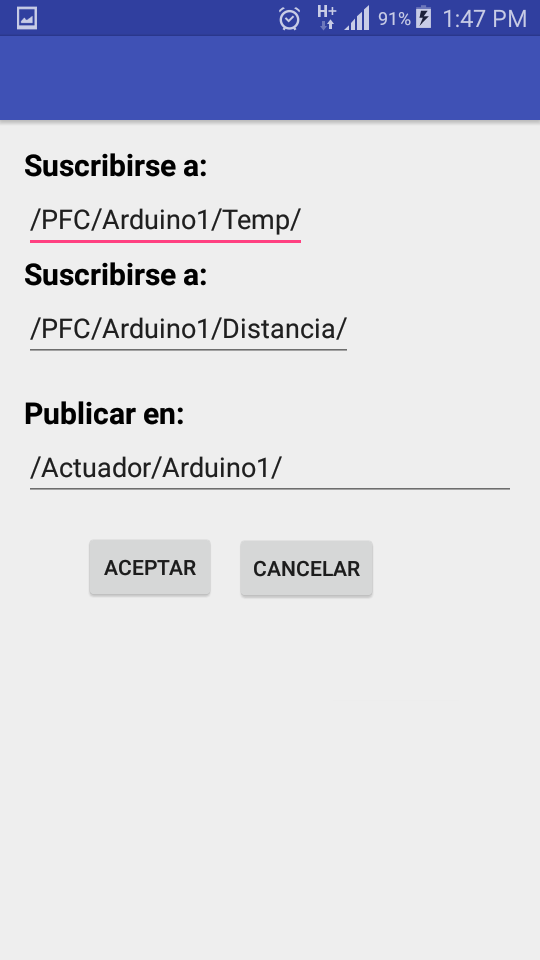 H+ 91% 1:47 PM
Suscribirse a:
/PFC/Arduino1/Temp/
Suscribirse a:
/PFC/Arduino1/Distancia/
Publicar en:
/Actuador/Arduino1/
ACEPTAR CANCELAR